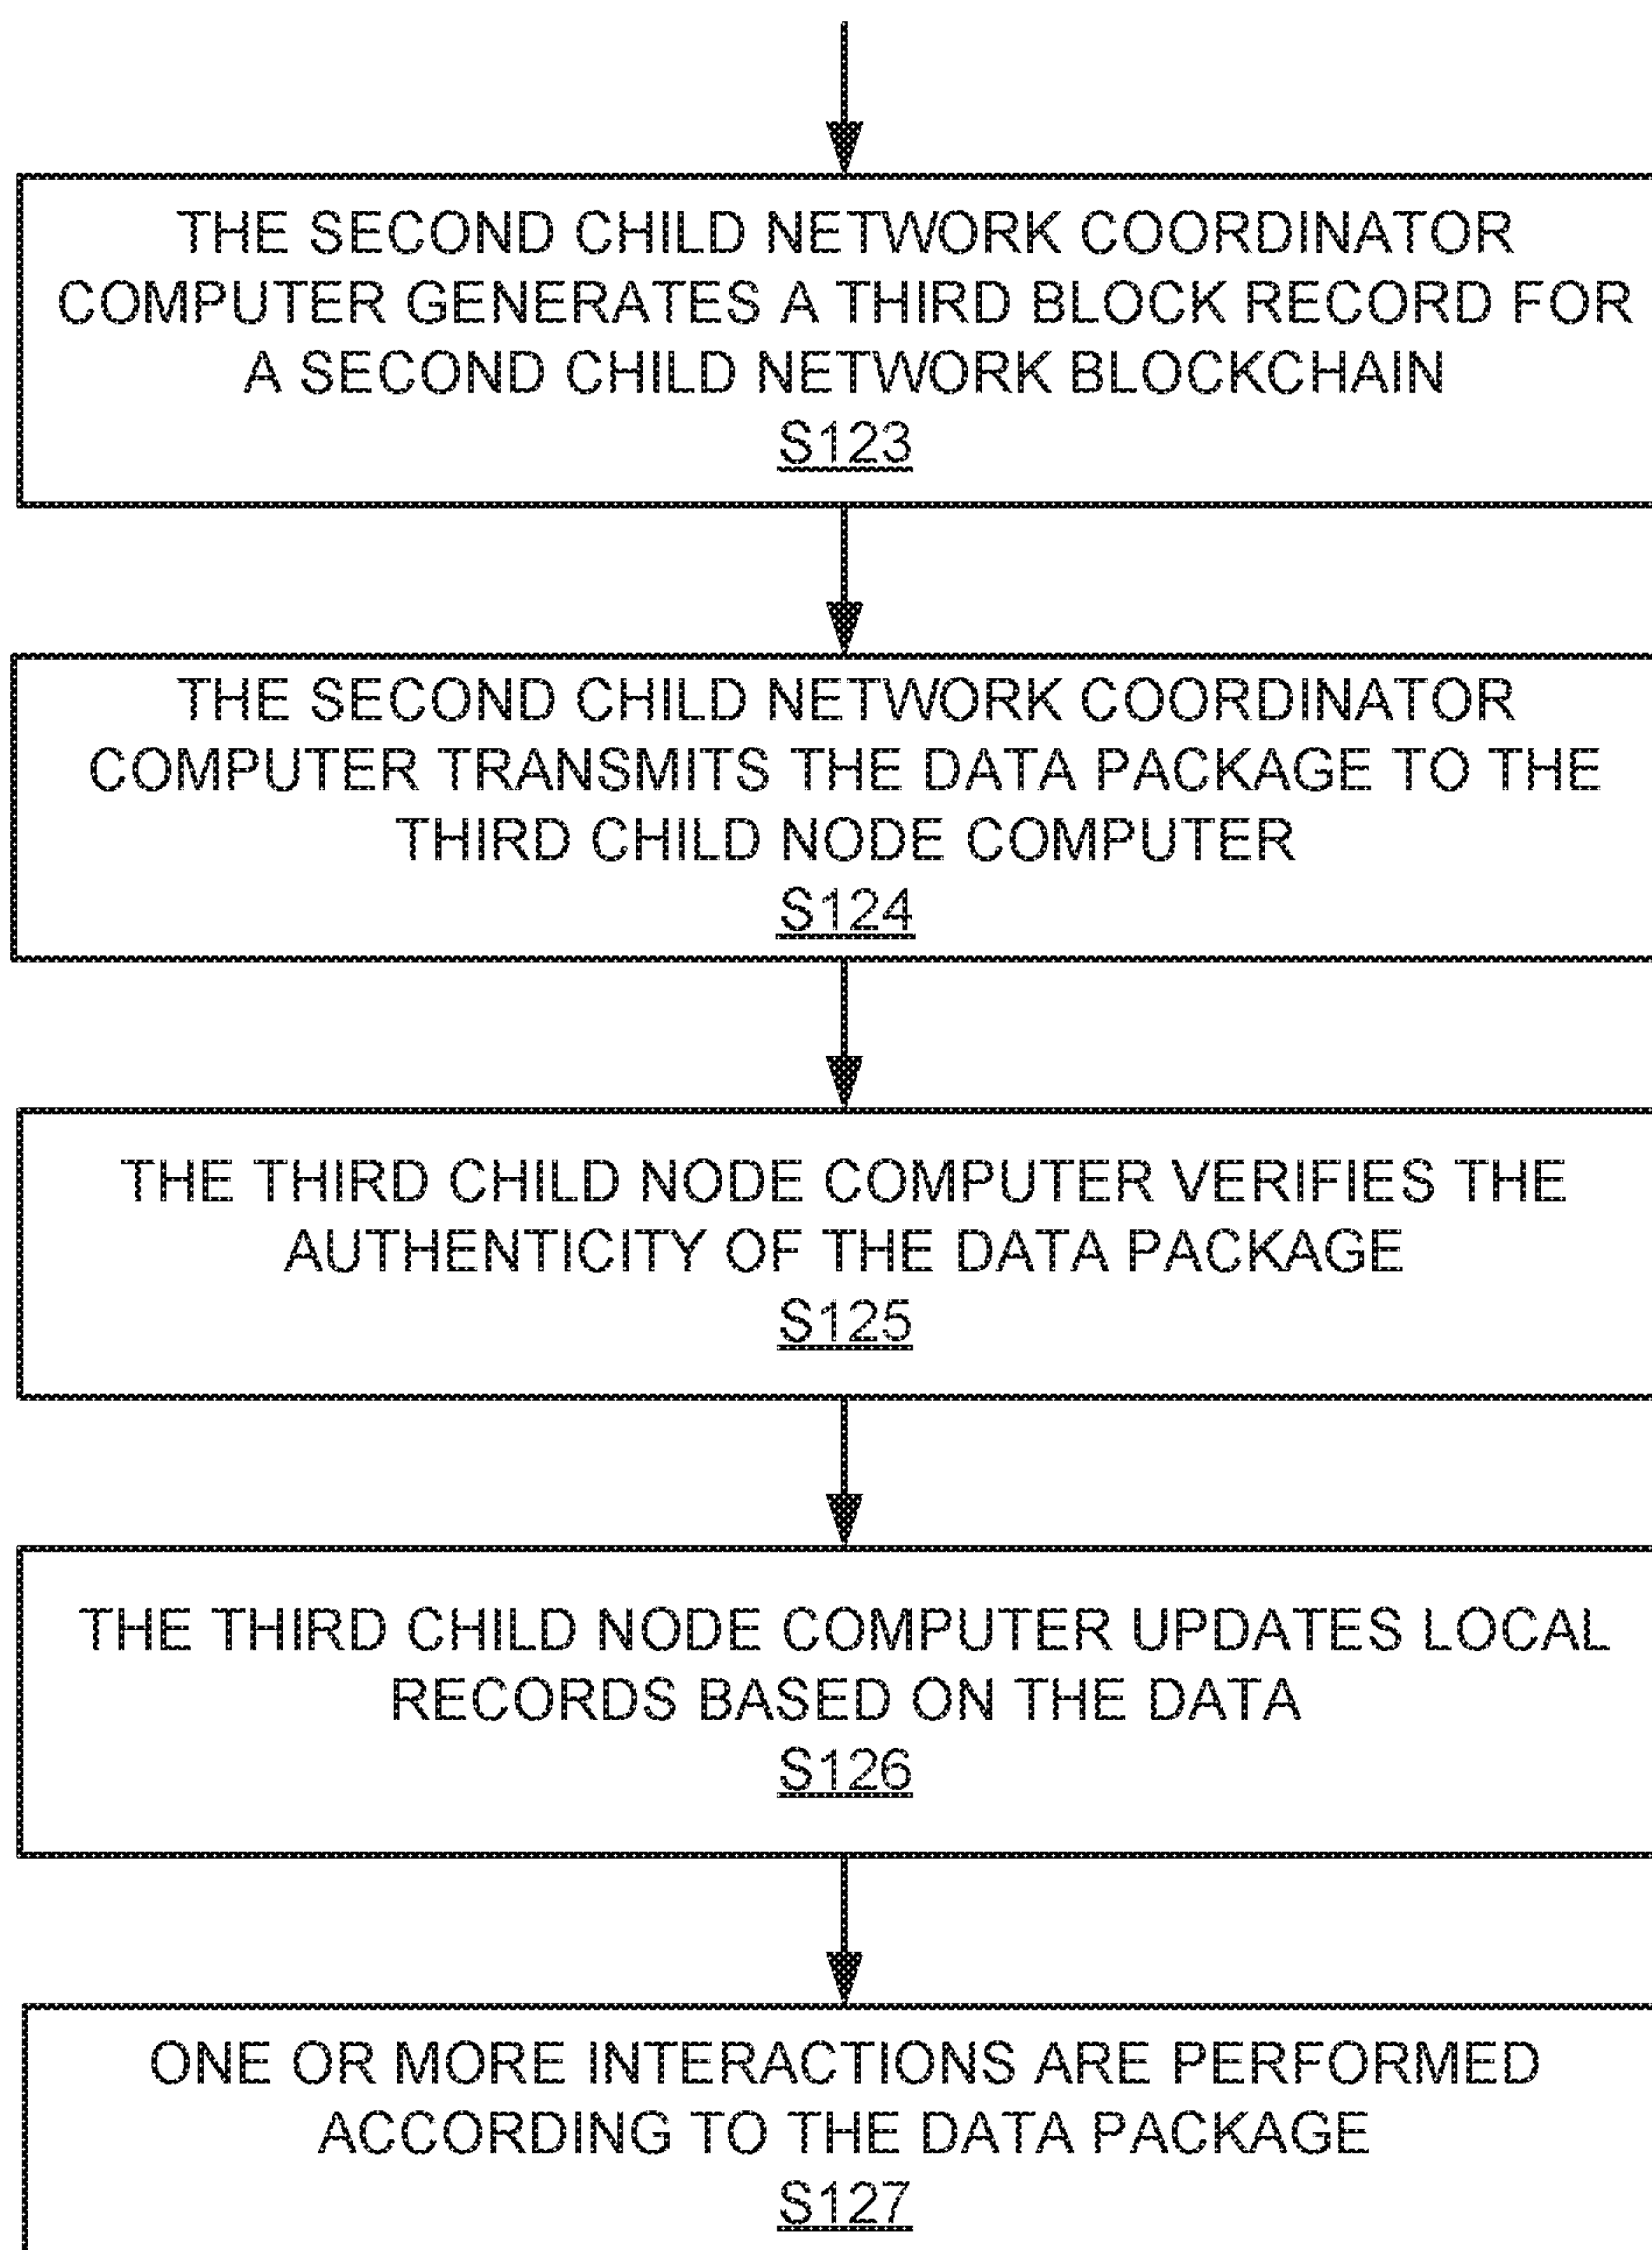 THE SECOND CHILD NETWORK COORDINATOR
COMPUTER GENERATES A THIRD BLOCK RECORD FOR
A SECOND CHILD NETWORK BLOCKCHAIN
S123
THE SECOND CHILD NETWORK COORDINATOR
COMPUTER TRANSMITS THE DATA PACKAGE TO THE
THIRD CHILD NODE COMPUTER
S124
THE THIRD CHILD NODE COMPUTER VERIFIES THE
AUTHENTICITY OF THE DATA PACKAGE
S125
THE THIRD CHILD NODE COMPUTER UPDATES LOCAL
RECORDS BASED ON THE DATA
S126
ONE OR MORE INTERACTIONS ARE PERFORMED
ACCORDING TO THE DATA PACKAGE
S127